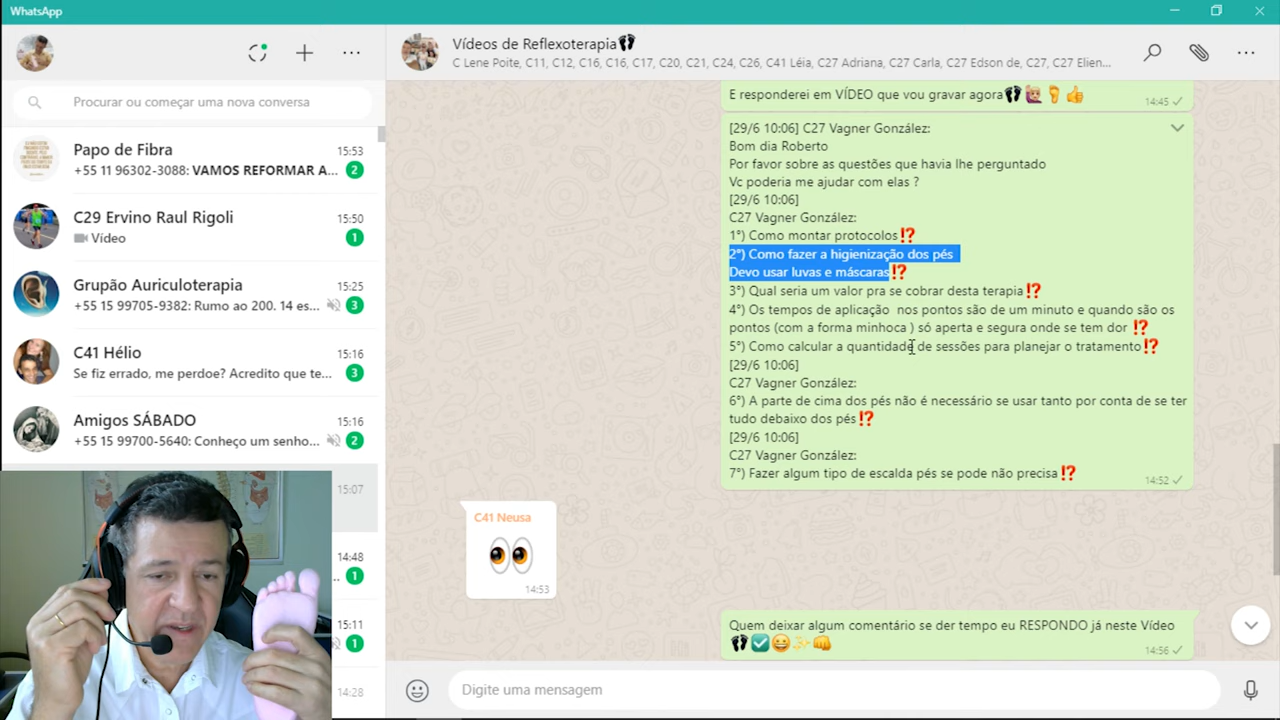 WhatsApp
Procurar ou começar uma nova conversa
Papo de Fibra
15:53
+55 11 96302-3088: VAMOS REFORMAR A...
2
C29 Ervino Raul Rigoli
15:50
Vídeo
1
Grupão Auriculoterapia
15:25
+55 15 99705-9382: Rumo ao 200. 14 es...
3
C41 Hélio
15:16
Se fiz errado, me perdoe? Acredito que te...
3
Amigos SÁBADO
15:16
+55 15 99700-5640: Conheço um senho...
2
15:07
14:48
1
15:11
1
14:28
Vídeos de Reflexoterapia👣
C Lene Poite, C11, C12, C16, C16, C17, C20, C21, C24, C26, C41 Léia, C27 Adriana, C27 Carla, C27 Edson de, C27, C27 Elien...
E responderei em VÍDEO que vou gravar agora👣🙋🏼‍♀️🦶👍
14:45
[29/6 10:06] C27 Vagner González:
Bom dia Roberto
Por favor sobre as questões que havia lhe perguntado
Vc poderia me ajudar com elas ?
[29/6 10:06]
C27 Vagner González:
1°) Como montar protocolos⁉️
2°) Como fazer a higienização dos pés
Devo usar luvas e máscaras⁉️
3°) Qual seria um valor pra se cobrar desta terapia⁉️
4°) Os tempos de aplicação nos pontos são de um minuto e quando são os
pontos (com a forma minhoca ) só aperta e segura onde se tem dor ⁉️
5°) Como calcular a quantidade de sessões para planejar o tratamento⁉️
[29/6 10:06]
C27 Vagner González:
6°) A parte de cima dos pés não é necessário se usar tanto por conta de se ter
tudo debaixo dos pés⁉️
[29/6 10:06]
C27 Vagner González:
7°) Fazer algum tipo de escalda pés se pode não precisa⁉️
14:52
C41 Neusa
👀
14:53
Quem deixar algum comentário se der tempo eu RESPONDO já neste Vídeo
👣☑️😀✨👊
14:56
Digite uma mensagem